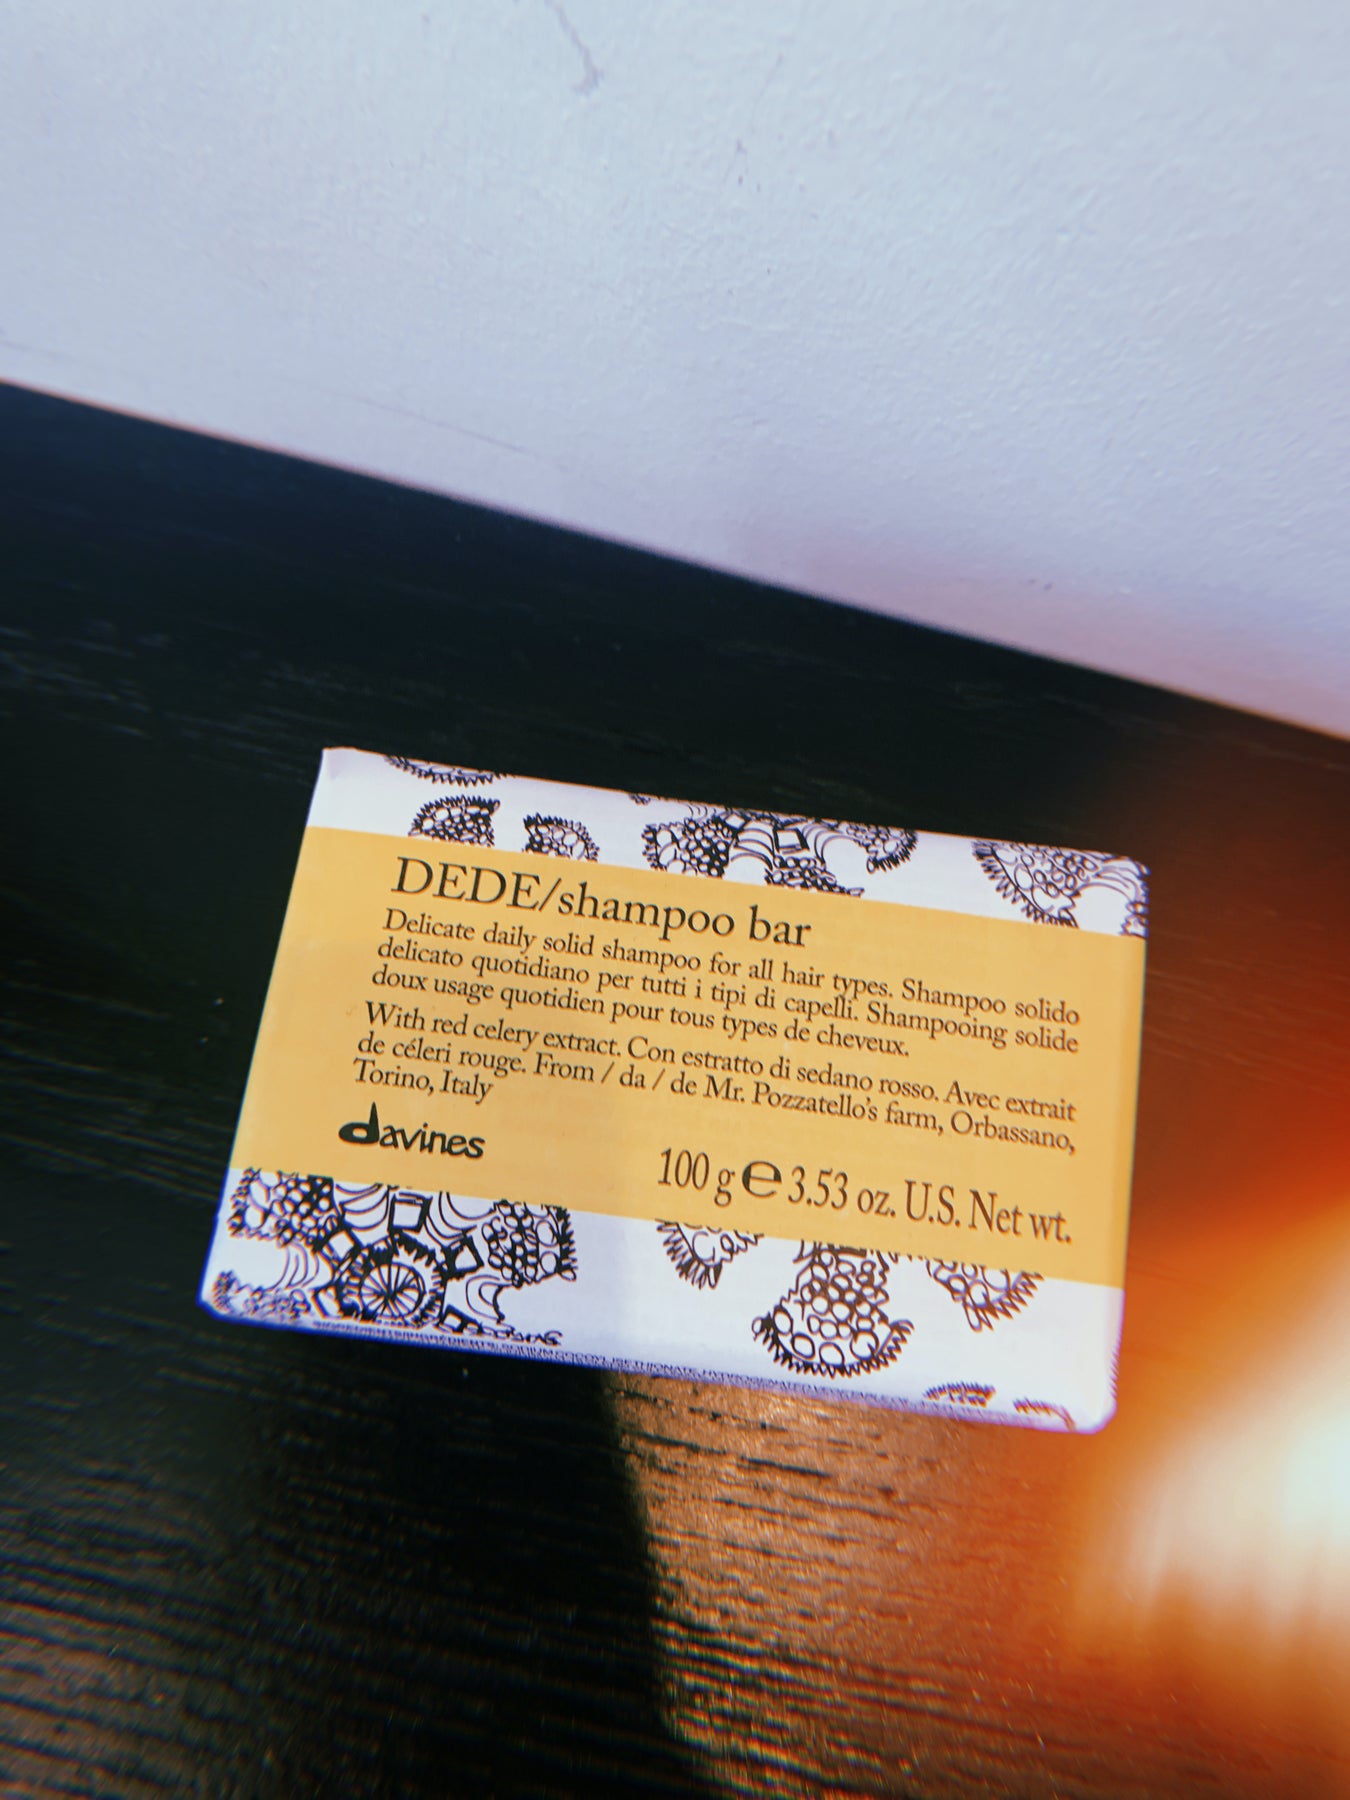 DEDE/shampoo bar
Delicate daily solid shampoo for all hair types. Shampoo solido
delicato quotidiano per tutti i tipi di capelli. Shampooing solide
doux usage quotidien pour tous types de cheveux.
With red celery extract. Con estratto di sedano rosso. Avec extrait
de céleri rouge. From / da / de Mr. Pozzatello's farm, Orbassano,
Torino, Italy
davines
100 g ℮ 3.53 oz. U.S. Net wt.